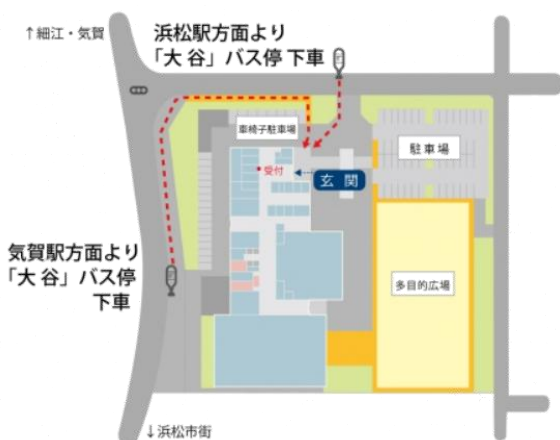 ↑細江・気賀
浜松駅方面より
「大 谷」バス停 下車
車椅子駐車場
駐 車 場
受付
玄 関
気賀駅方面より
「大 谷」バス停
下車
多目的広場
↓浜松市街